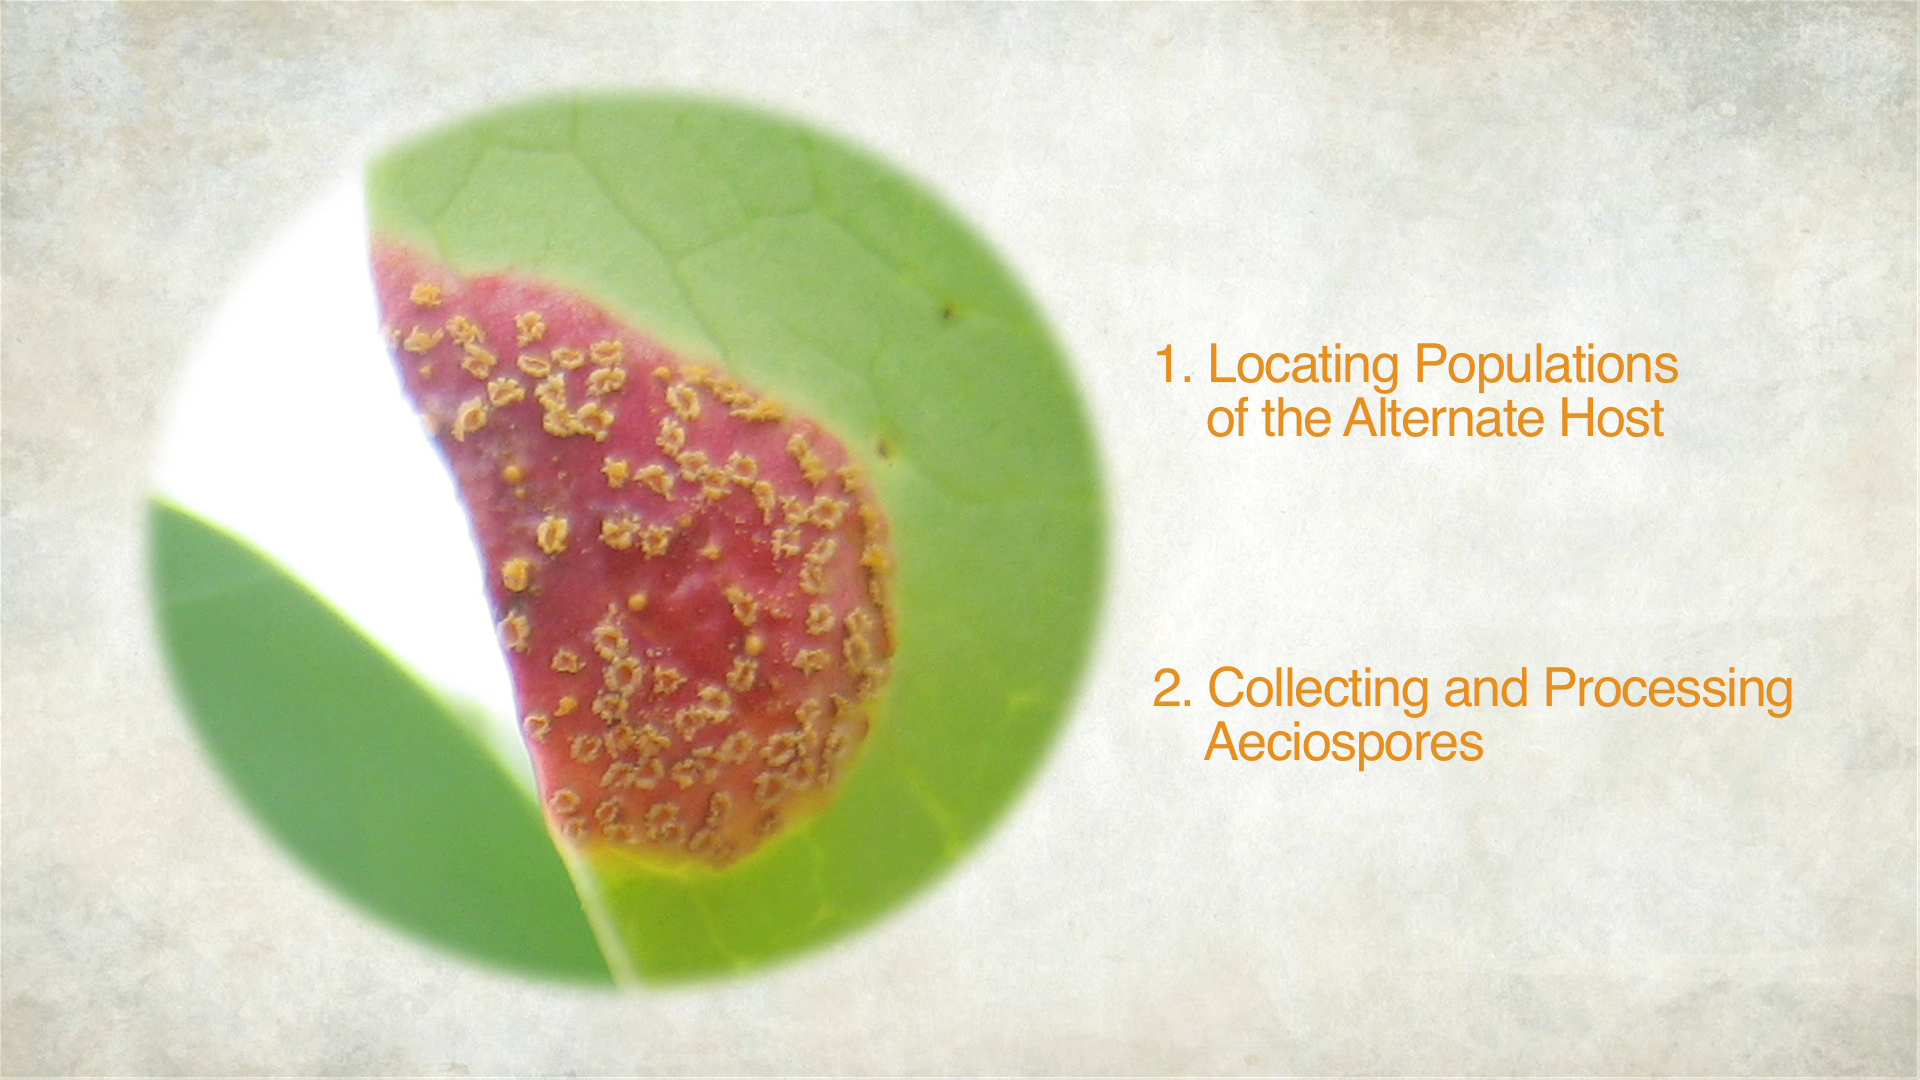 1. Locating Populations
of the Alternate Host
2. Collecting and Processing
Aeciospores